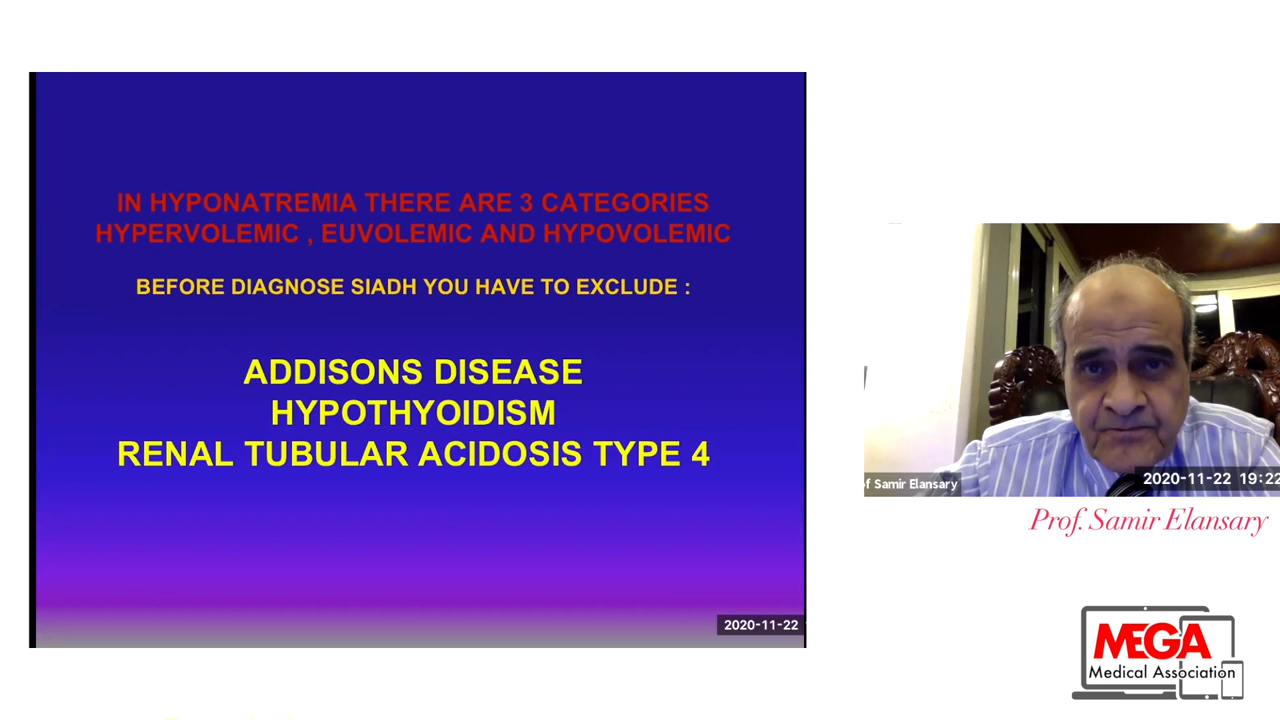 IN HYPONATREMIA THERE ARE 3 CATEGORIES
HYPERVOLEMIC , EUVOLEMIC AND HYPOVOLEMIC
BEFORE DIAGNOSE SIADH YOU HAVE TO EXCLUDE :
ADDISONS DISEASE
HYPOTHYOIDISM
RENAL TUBULAR ACIDOSIS TYPE 4
2020-11-22
Samir Elansary
2020-11-22 19:22
Prof. Samir Elansary
MEGA
Medical Association